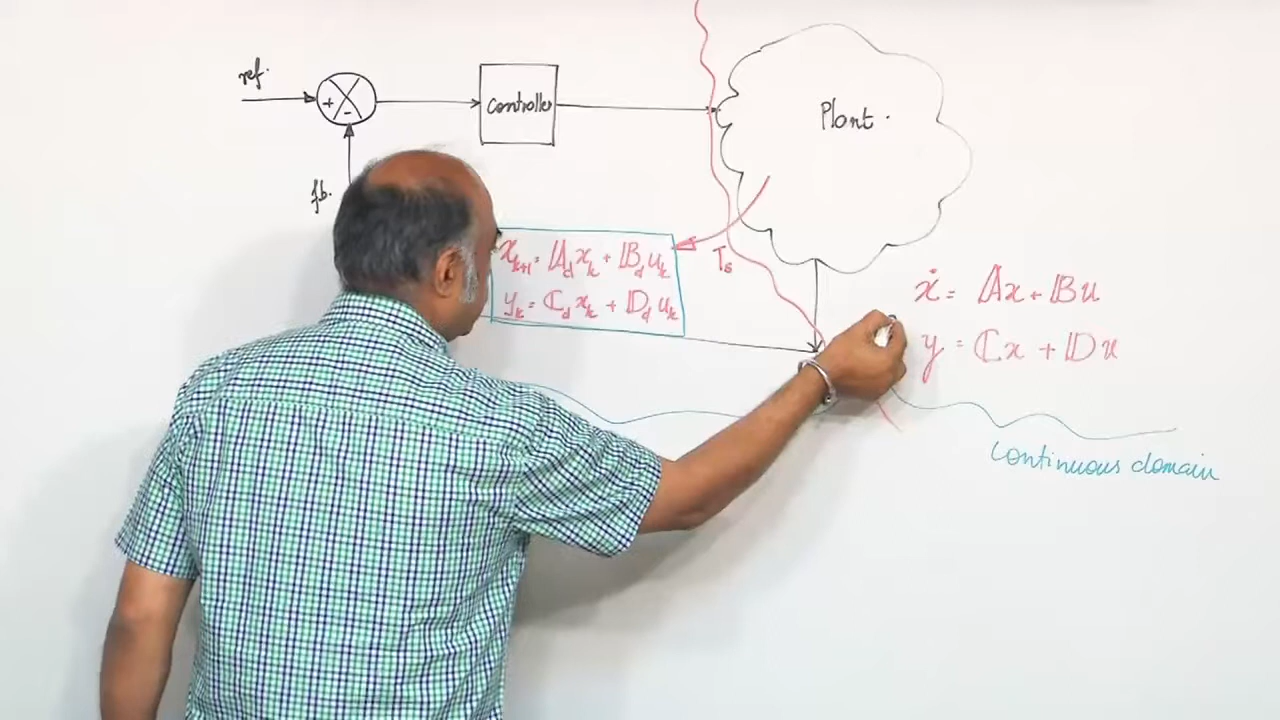 ref.
+
-
Controller
Plant.
fb.
x_{k+1} = A_d x_k + B_d u_k
y_k = C_d x_k + D_d u_k
T_s
ẋ = Ax + Bu
y = Cx + Du
Continuous domain